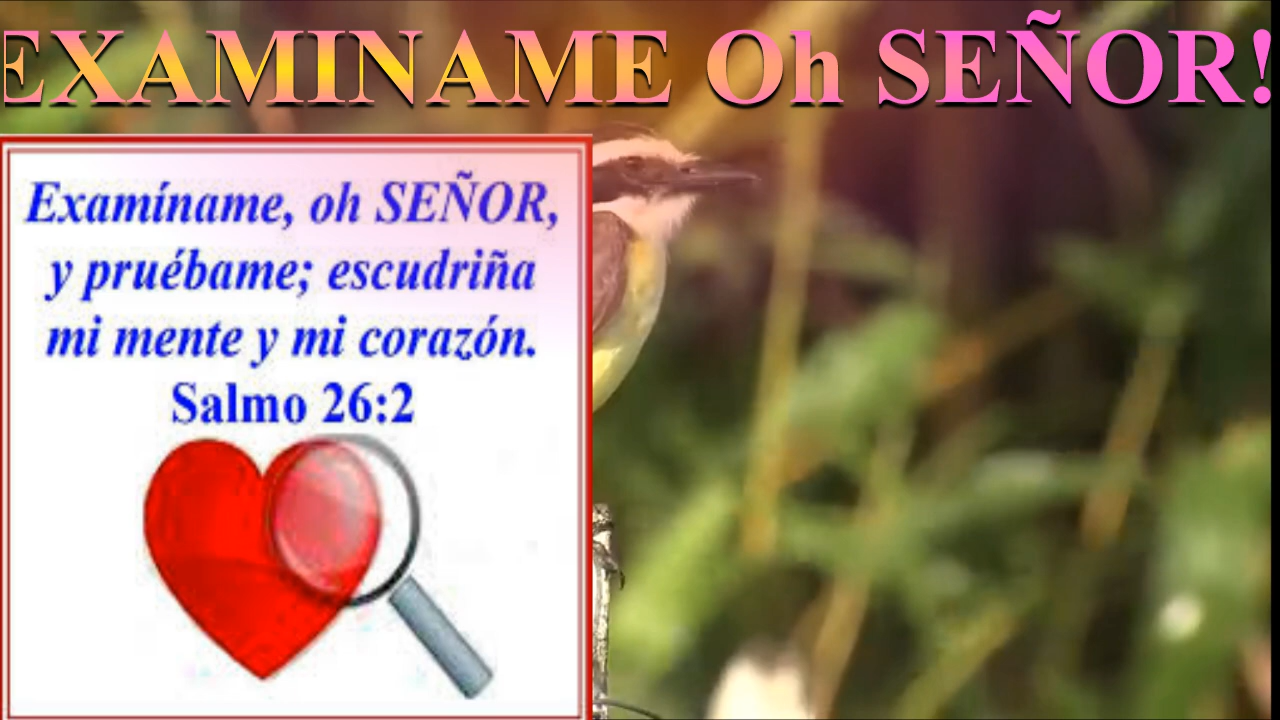 EXAMINAME Oh SEÑOR!
Examíname, oh SEÑOR,
y pruébame; escudriña
mi mente y mi corazón.
Salmo 26:2